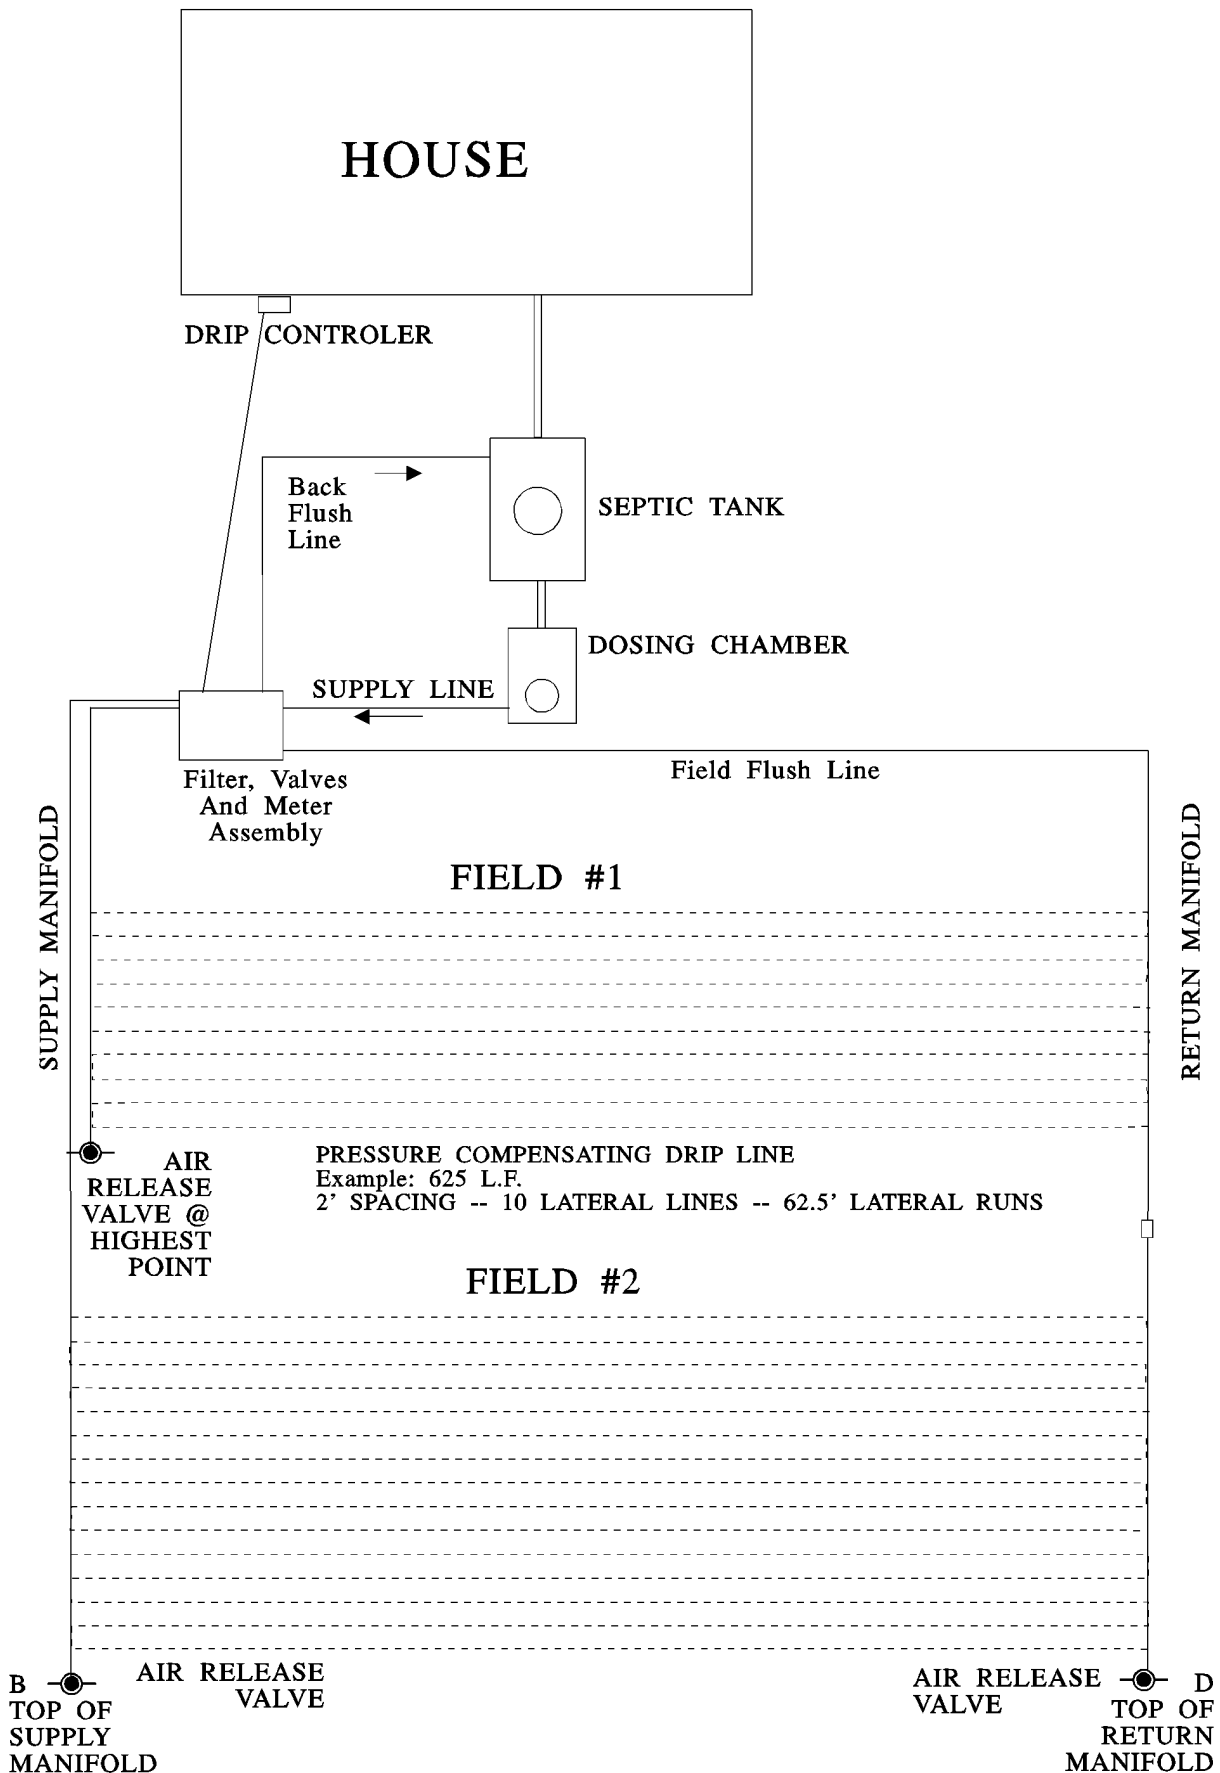 HOUSE
DRIP CONTROLER
Back
Flush
Line
SEPTIC TANK
DOSING CHAMBER
SUPPLY LINE
Filter, Valves
And Meter
Assembly
Field Flush Line
SUPPLY MANIFOLD
RETURN MANIFOLD
FIELD #1
AIR
RELEASE
VALVE @
HIGHEST
POINT
PRESSURE COMPENSATING DRIP LINE
Example: 625 L.F.
2' SPACING -- 10 LATERAL LINES -- 62.5' LATERAL RUNS
FIELD #2
B
TOP OF
SUPPLY
MANIFOLD
AIR RELEASE
VALVE
AIR RELEASE
VALVE
D
TOP OF
RETURN
MANIFOLD